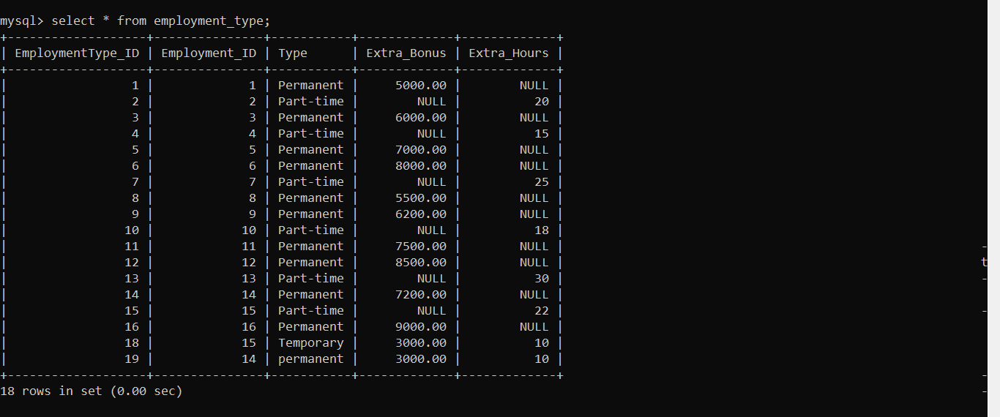 mysql> select * from employment_type;
+-------------------+---------------+-----------+-------------+-------------+
| EmploymentType_ID | Employment_ID | Type      | Extra_Bonus | Extra_Hours |
+-------------------+---------------+-----------+-------------+-------------+
|                 1 |             1 | Permanent |     5000.00 |        NULL |
|                 2 |             2 | Part-time |        NULL |          20 |
|                 3 |             3 | Permanent |     6000.00 |        NULL |
|                 4 |             4 | Part-time |        NULL |          15 |
|                 5 |             5 | Permanent |     7000.00 |        NULL |
|                 6 |             6 | Permanent |     8000.00 |        NULL |
|                 7 |             7 | Part-time |        NULL |          25 |
|                 8 |             8 | Permanent |     5500.00 |        NULL |
|                 9 |             9 | Permanent |     6200.00 |        NULL |
|                10 |            10 | Part-time |        NULL |          18 |
|                11 |            11 | Permanent |     7500.00 |        NULL | -
|                12 |            12 | Permanent |     8500.00 |        NULL | t
|                13 |            13 | Part-time |        NULL |          30 | -
|                14 |            14 | Permanent |     7200.00 |        NULL |
|                15 |            15 | Part-time |        NULL |          22 | -
|                16 |            16 | Permanent |     9000.00 |        NULL |
|                18 |            15 | Temporary |     3000.00 |          10 |
|                19 |            14 | permanent |     3000.00 |          10 |
+-------------------+---------------+-----------+-------------+-------------+ -
18 rows in set (0.00 sec) -